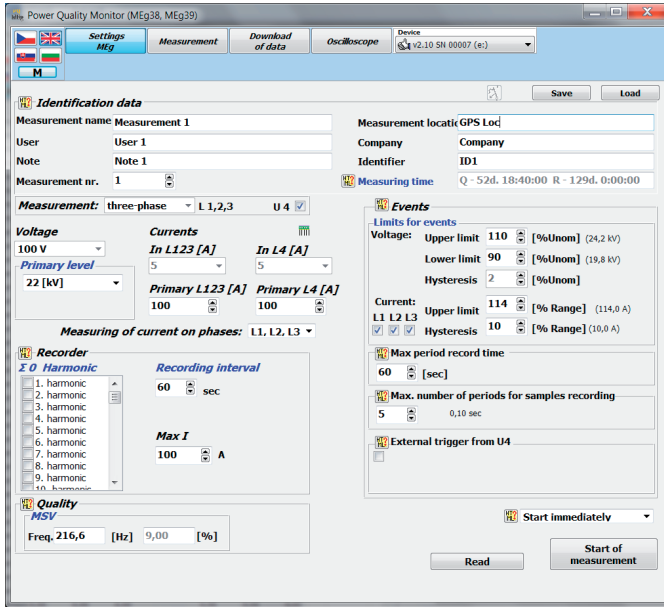 Power Quality Monitor (MEg38, MEg39)
Settings MEg
Measurement
Download of data
Oscilloscope
Device
v2.10 SN 00007 (e:)
M
Save
Load
Identification data
Measurement name Measurement 1
Measurement locatic GPS Loc
User User 1
Company Company
Note Note 1
Identifier ID1
Measurement nr. 1
Measuring time Q - 52d. 18:40:00 R - 129d. 0:00:00
Measurement: three-phase L 1,2,3 U 4
Events
Limits for events
Voltage: Upper limit 110 [%Unom] (24,2 kV)
Lower limit 90 [%Unom] (19,8 kV)
Hysteresis 2 [%Unom]
Current:
L1 L2 L3
Upper limit 114 [% Range] (114,0 A)
Hysteresis 10 [% Range] (10,0 A)
Voltage
100 V
Primary level
22 [kV]
Currents
In L123 [A] In L4 [A]
5 5
Primary L123 [A] Primary L4 [A]
100 100
Measuring of current on phases: L1, L2, L3
Max period record time
60 [sec]
Max. number of periods for samples recording
5 0,10 sec
External trigger from U4
Recorder
Σ 0 Harmonic
1. harmonic
2. harmonic
3. harmonic
4. harmonic
5. harmonic
6. harmonic
7. harmonic
8. harmonic
9. harmonic
10. harmonic
Recording interval
60 sec
Max I
100 A
Quality
MSV
Freq. 216,6 [Hz] 9,00 [%]
Start immediately
Read
Start of measurement